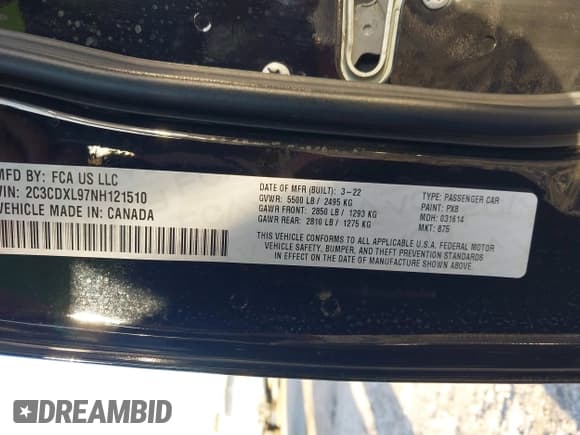 MFD BY: FCA US LLC
VIN: 2C3CDXL97NH121510
VEHICLE MADE IN: CANADA
DATE OF MFR (BUILT): 3-22
GVWR: 5500 LB / 2495 KG
GAWR FRONT: 2850 LB / 1293 KG
GAWR REAR: 2810 LB / 1275 KG
TYPE: PASSENGER CAR
PAINT: PX8
MDH: 031614
MKT: 875
THIS VEHICLE CONFORMS TO ALL APPLICABLE U.S.A. FEDERAL MOTOR
VEHICLE SAFETY, BUMPER, AND THEFT PREVENTION STANDARDS
IN EFFECT ON THE DATE OF MANUFACTURE SHOWN ABOVE.
DREAMBID